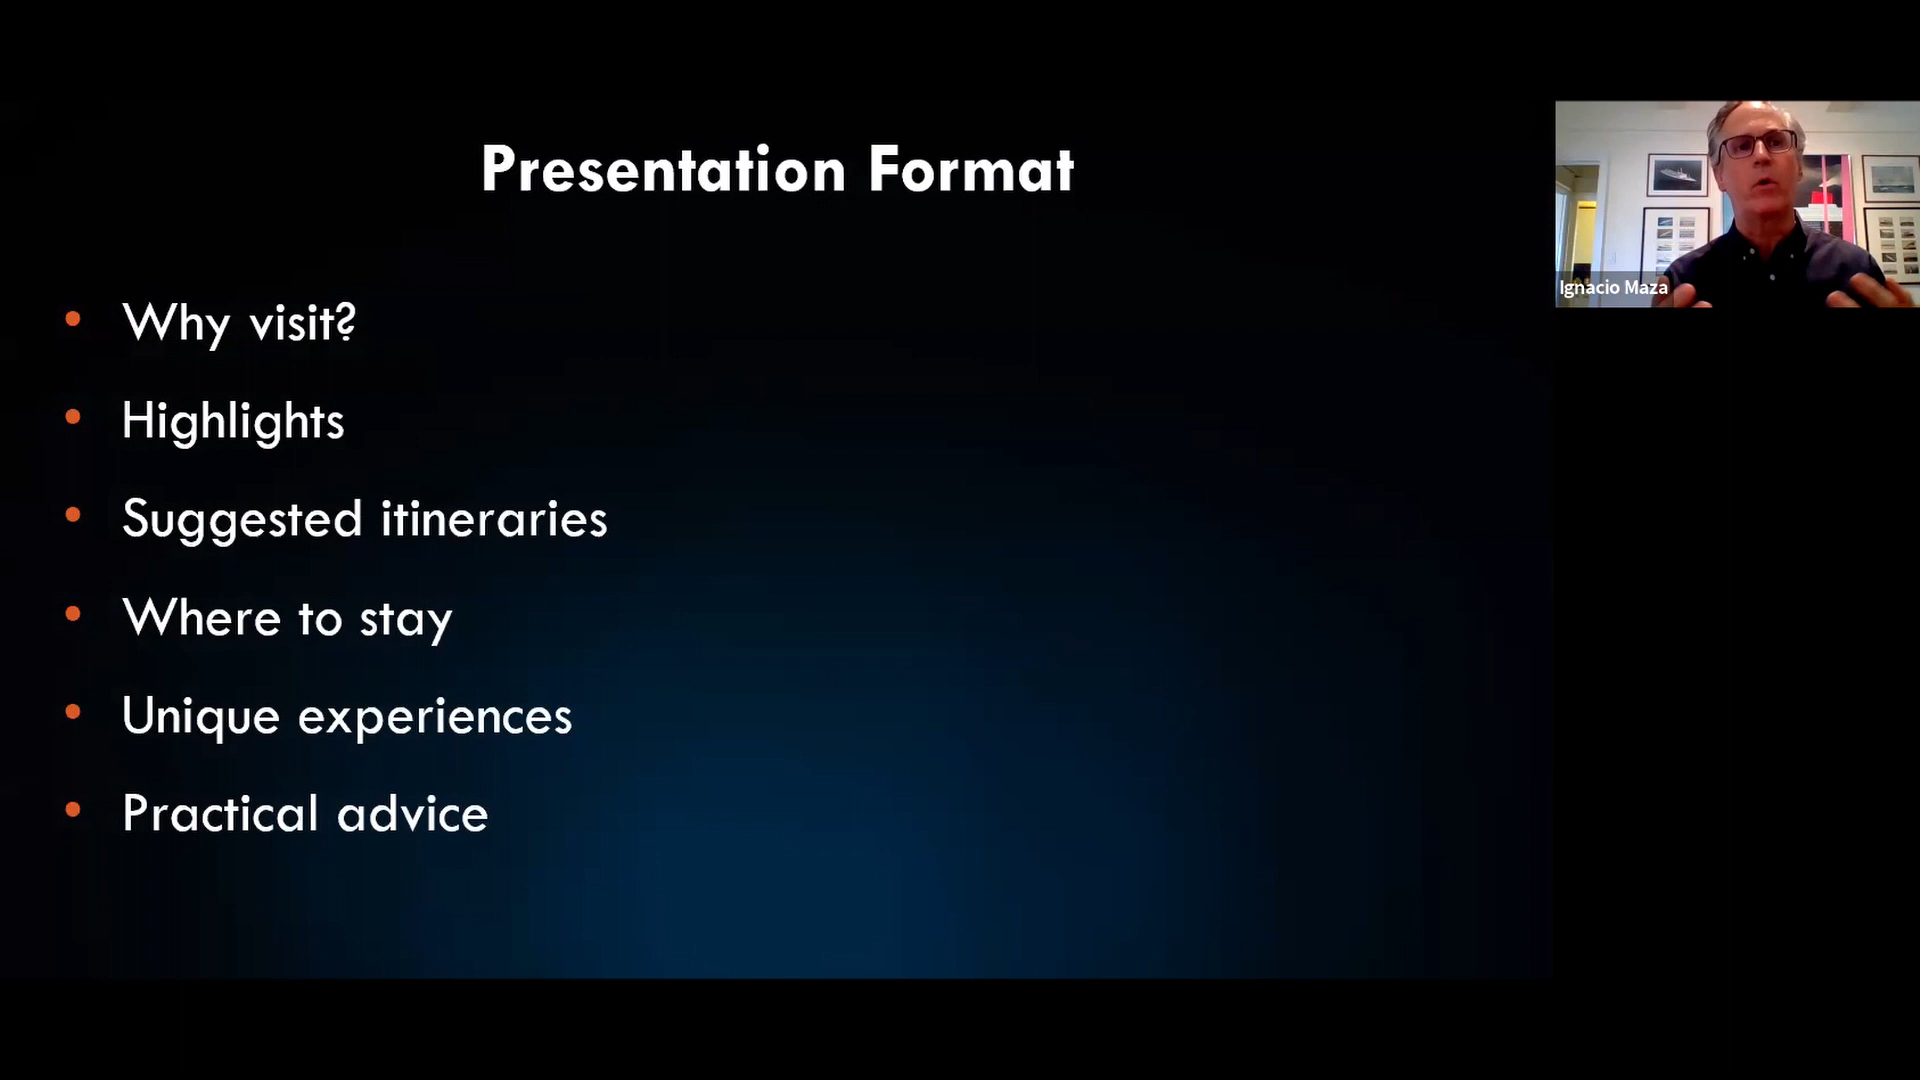 Presentation Format
Why visit?
Highlights
Suggested itineraries
Where to stay
Unique experiences
Practical advice
Ignacio Maza